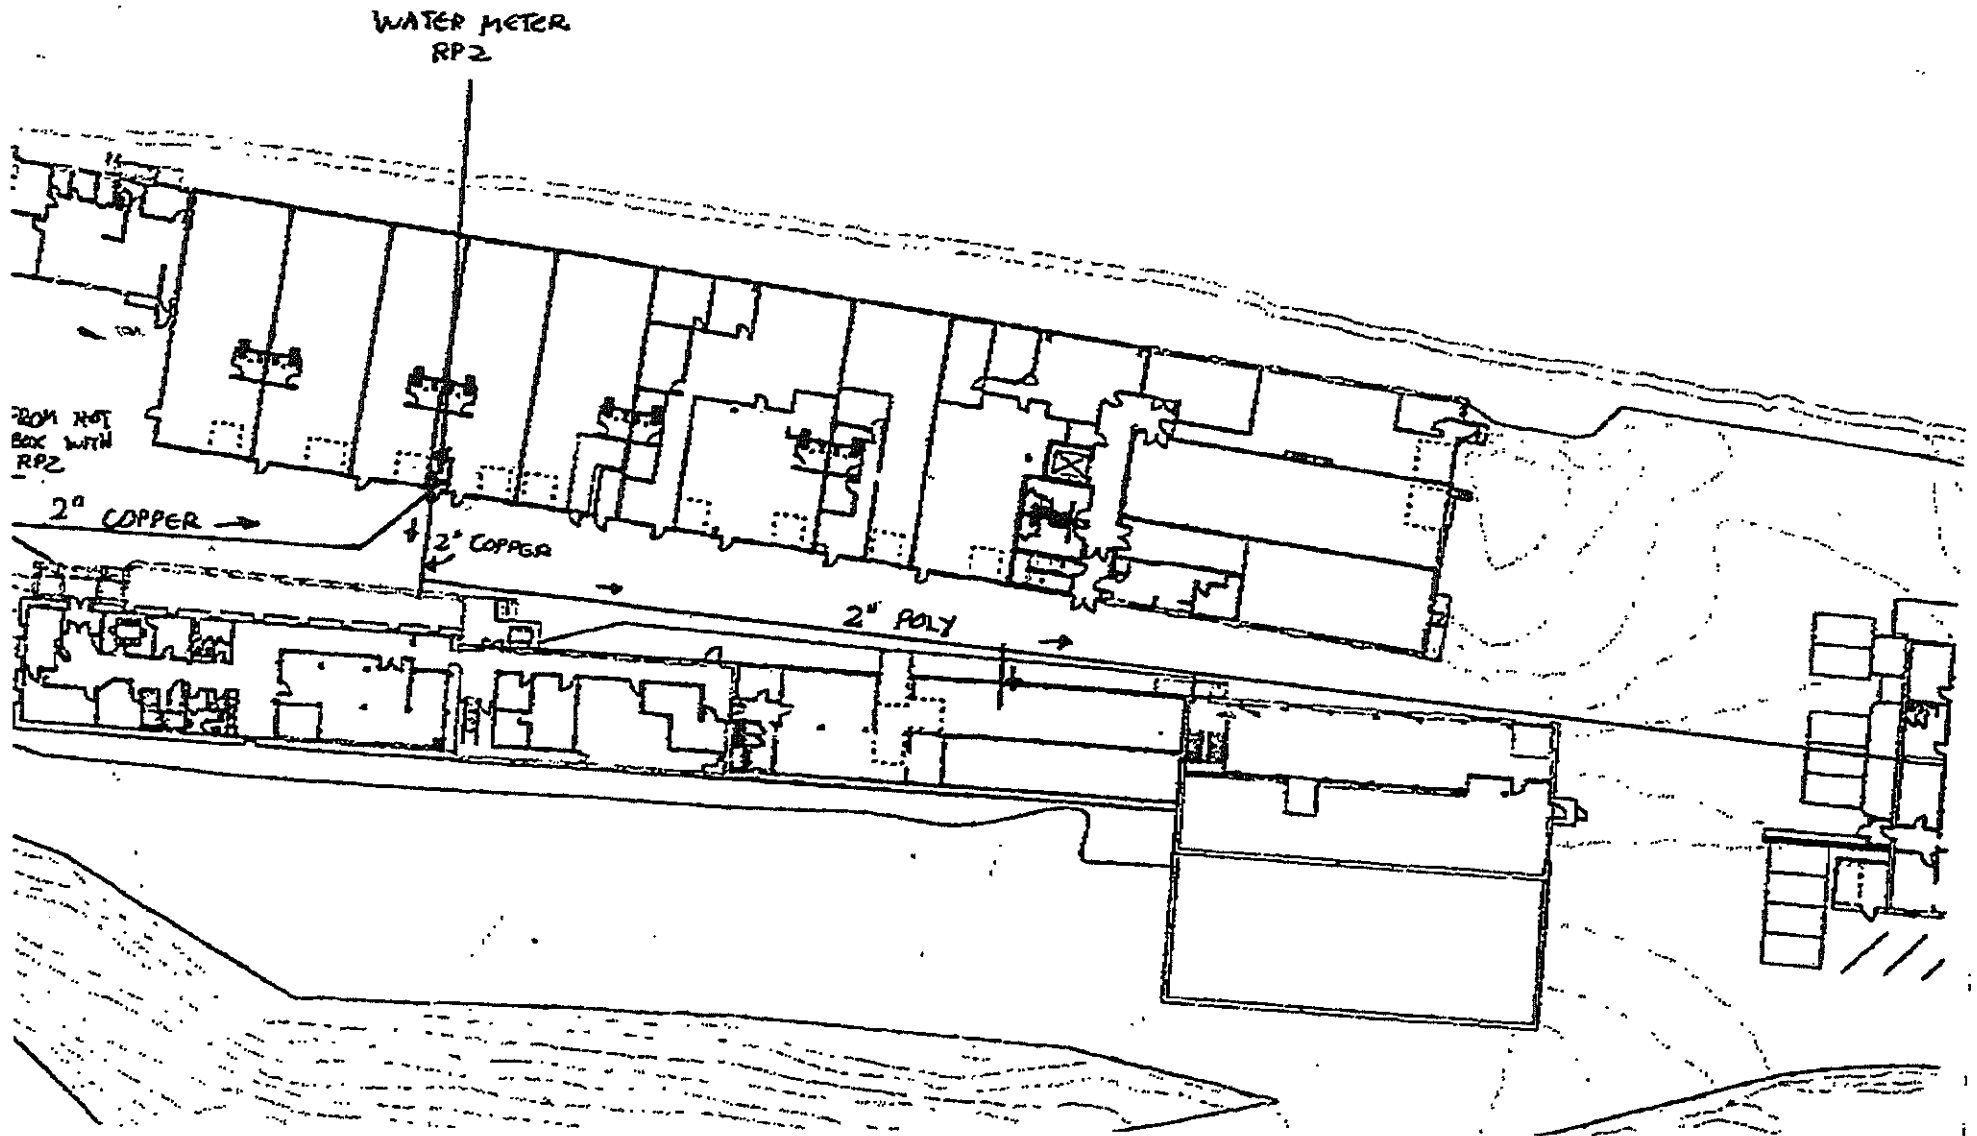 WATER METER
RPZ
FROM HOT
BOX WITH
RPZ
2" COPPER
2" COPPER
2" POLY